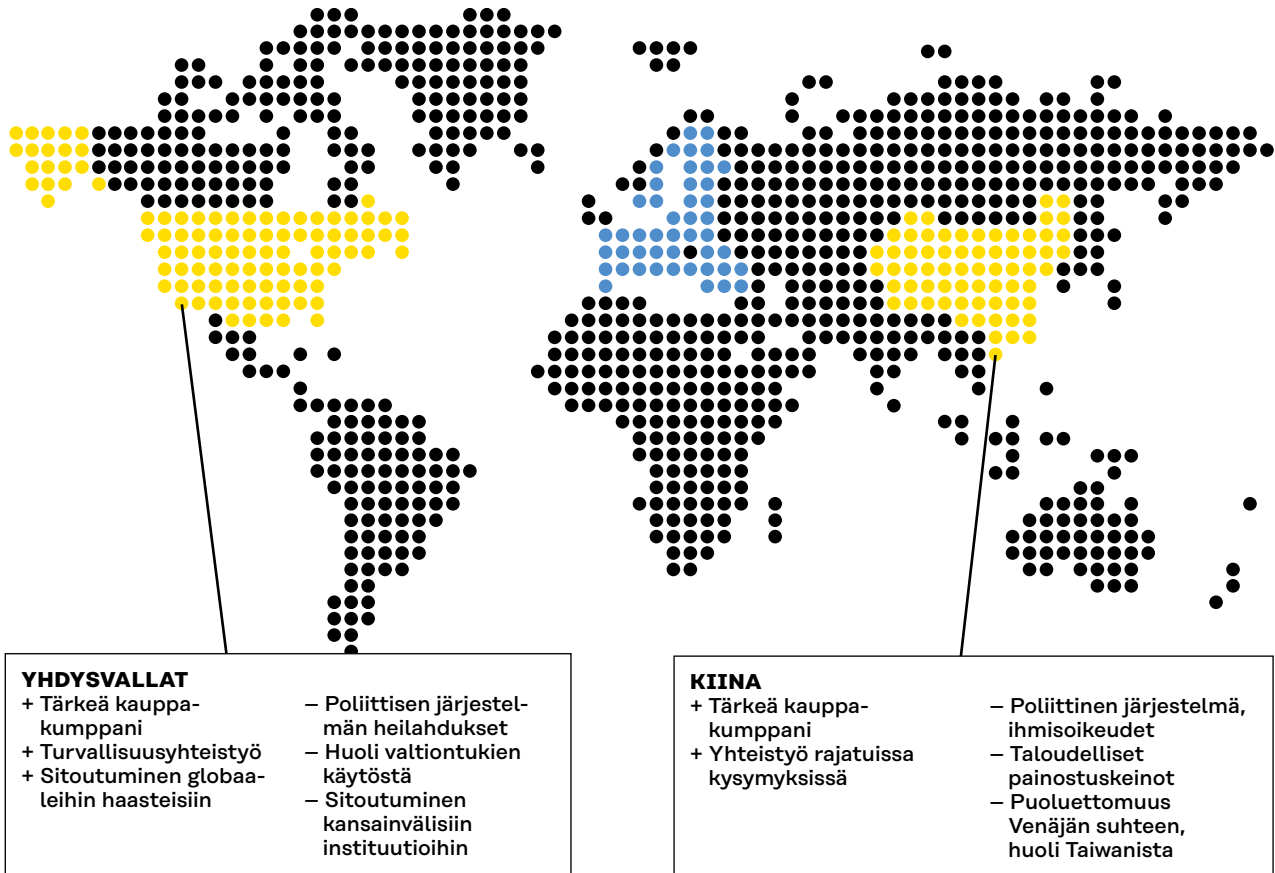 YHDYSVALLAT
+ Tärkeä kauppa-
kumppani
+ Turvallisuusyhteistyö
+ Sitoutuminen globaa-
leihin haasteisiin
– Poliittisen järjestel-
män heilahdukset
– Huoli valtiontukien
käytöstä
– Sitoutuminen
kansainvälisiin
instituutioihin
KIINA
+ Tärkeä kauppa-
kumppani
+ Yhteistyö rajatuissa
kysymyksissä
– Poliittinen järjestelmä,
ihmisoikeudet
– Taloudelliset
painostuskeinot
– Puoluettomuus
Venäjän suhteen,
huoli Taiwanista